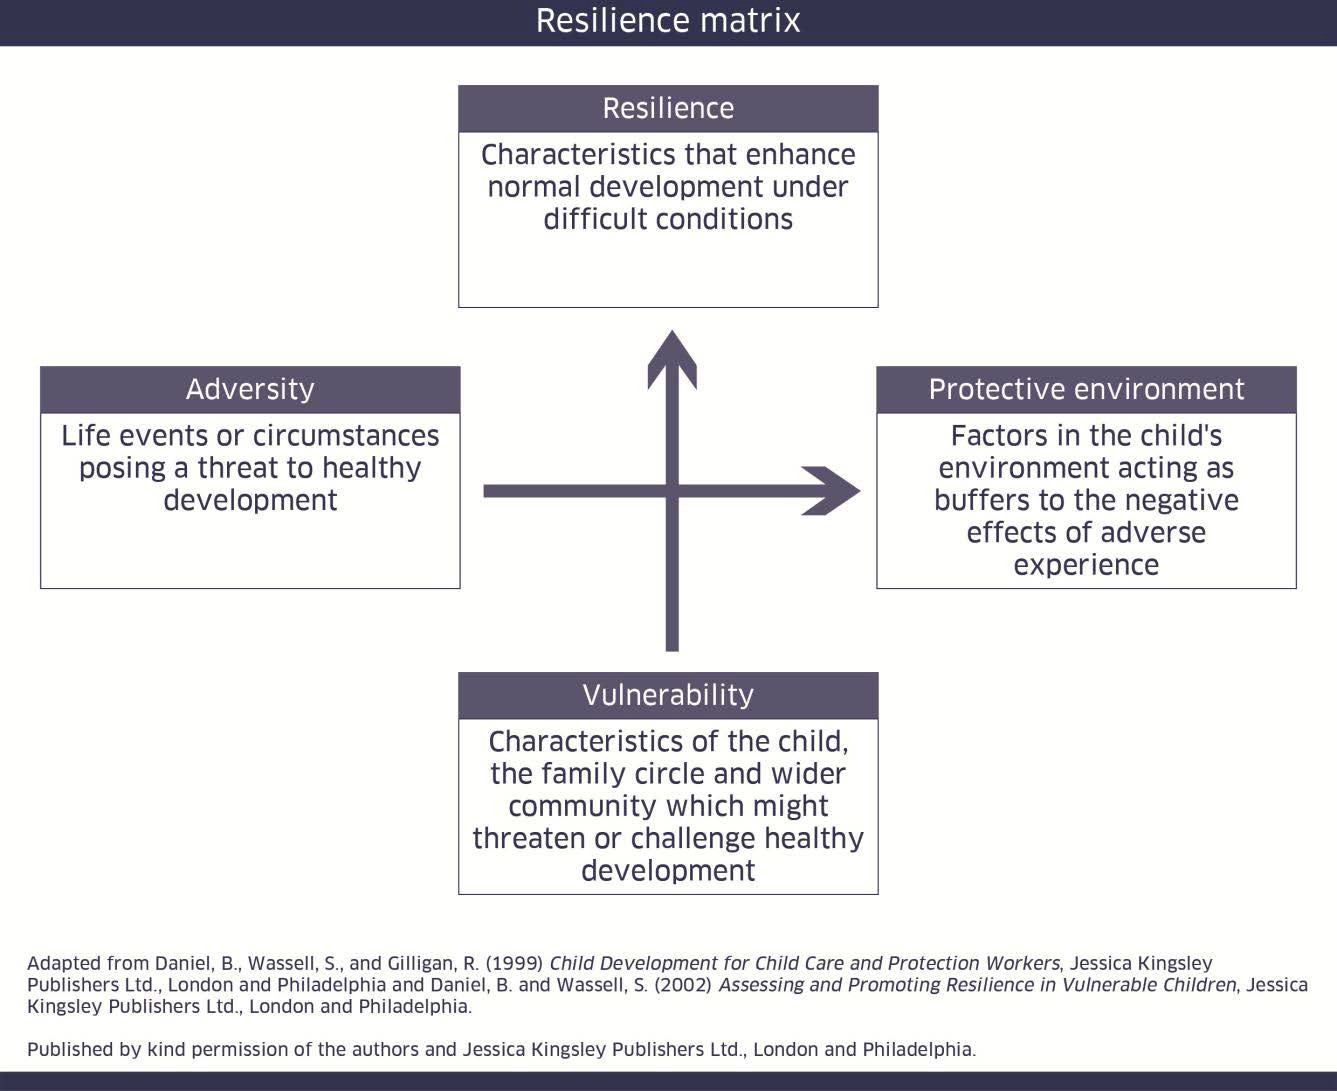 Resilience matrix
Resilience
Characteristics that enhance
normal development under
difficult conditions
Adversity
Life events or circumstances
posing a threat to healthy
development
Protective environment
Factors in the child's
environment acting as
buffers to the negative
effects of adverse
experience
Vulnerability
Characteristics of the child,
the family circle and wider
community which might
threaten or challenge healthy
development
Adapted from Daniel, B., Wassell, S., and Gilligan, R. (1999) Child Development for Child Care and Protection Workers, Jessica Kingsley
Publishers Ltd., London and Philadelphia and Daniel, B. and Wassell, S. (2002) Assessing and Promoting Resilience in Vulnerable Children, Jessica
Kingsley Publishers Ltd., London and Philadelphia.
Published by kind permission of the authors and Jessica Kingsley Publishers Ltd., London and Philadelphia.